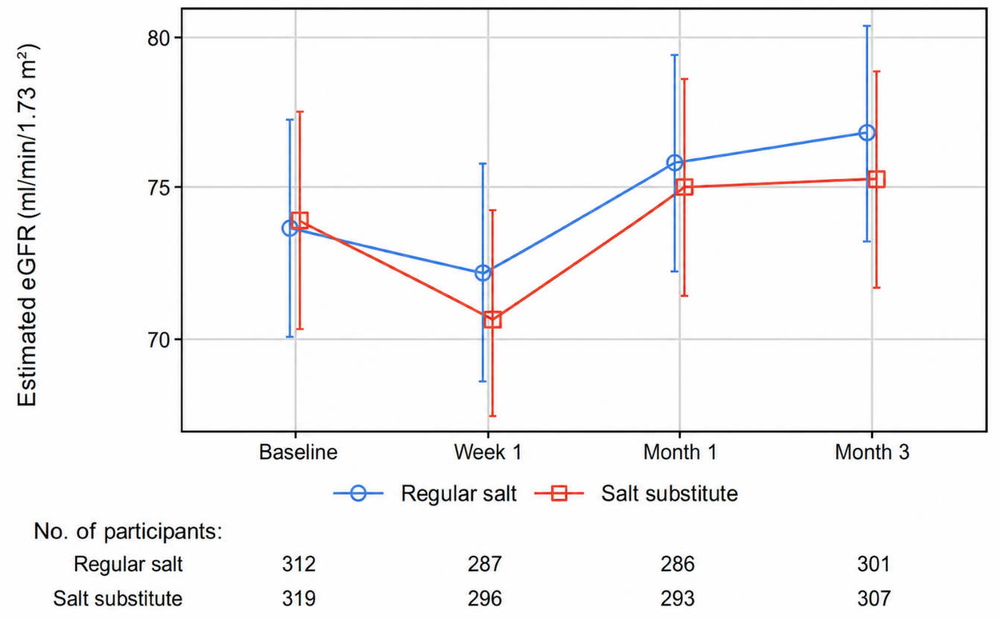 Estimated eGFR (ml/min/1.73 m²)
80
75
70
Baseline Week 1 Month 1 Month 3
Regular salt Salt substitute
No. of participants:
Regular salt 312 287 286 301
Salt substitute 319 296 293 307